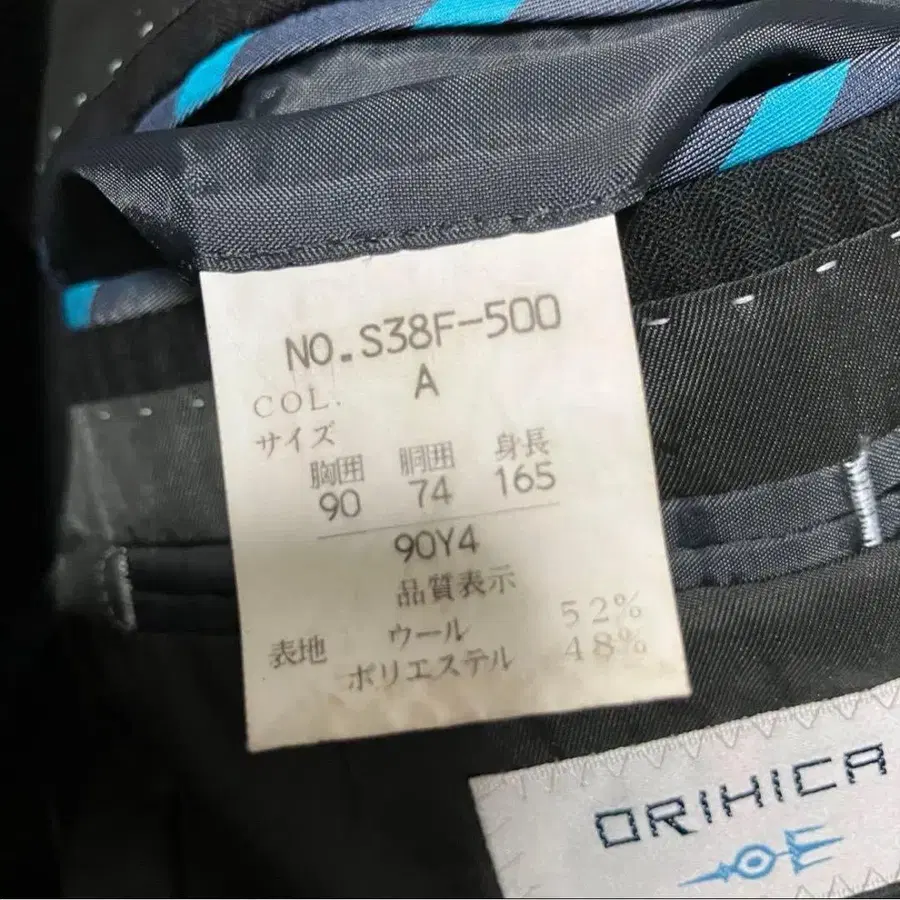 NO.S38F-500
COL. A
サイズ
胸囲 胴囲 身長
90 74 165
90Y4
品質表示
表地 ウール 52%
ポリエステル 48%
ORIHICA